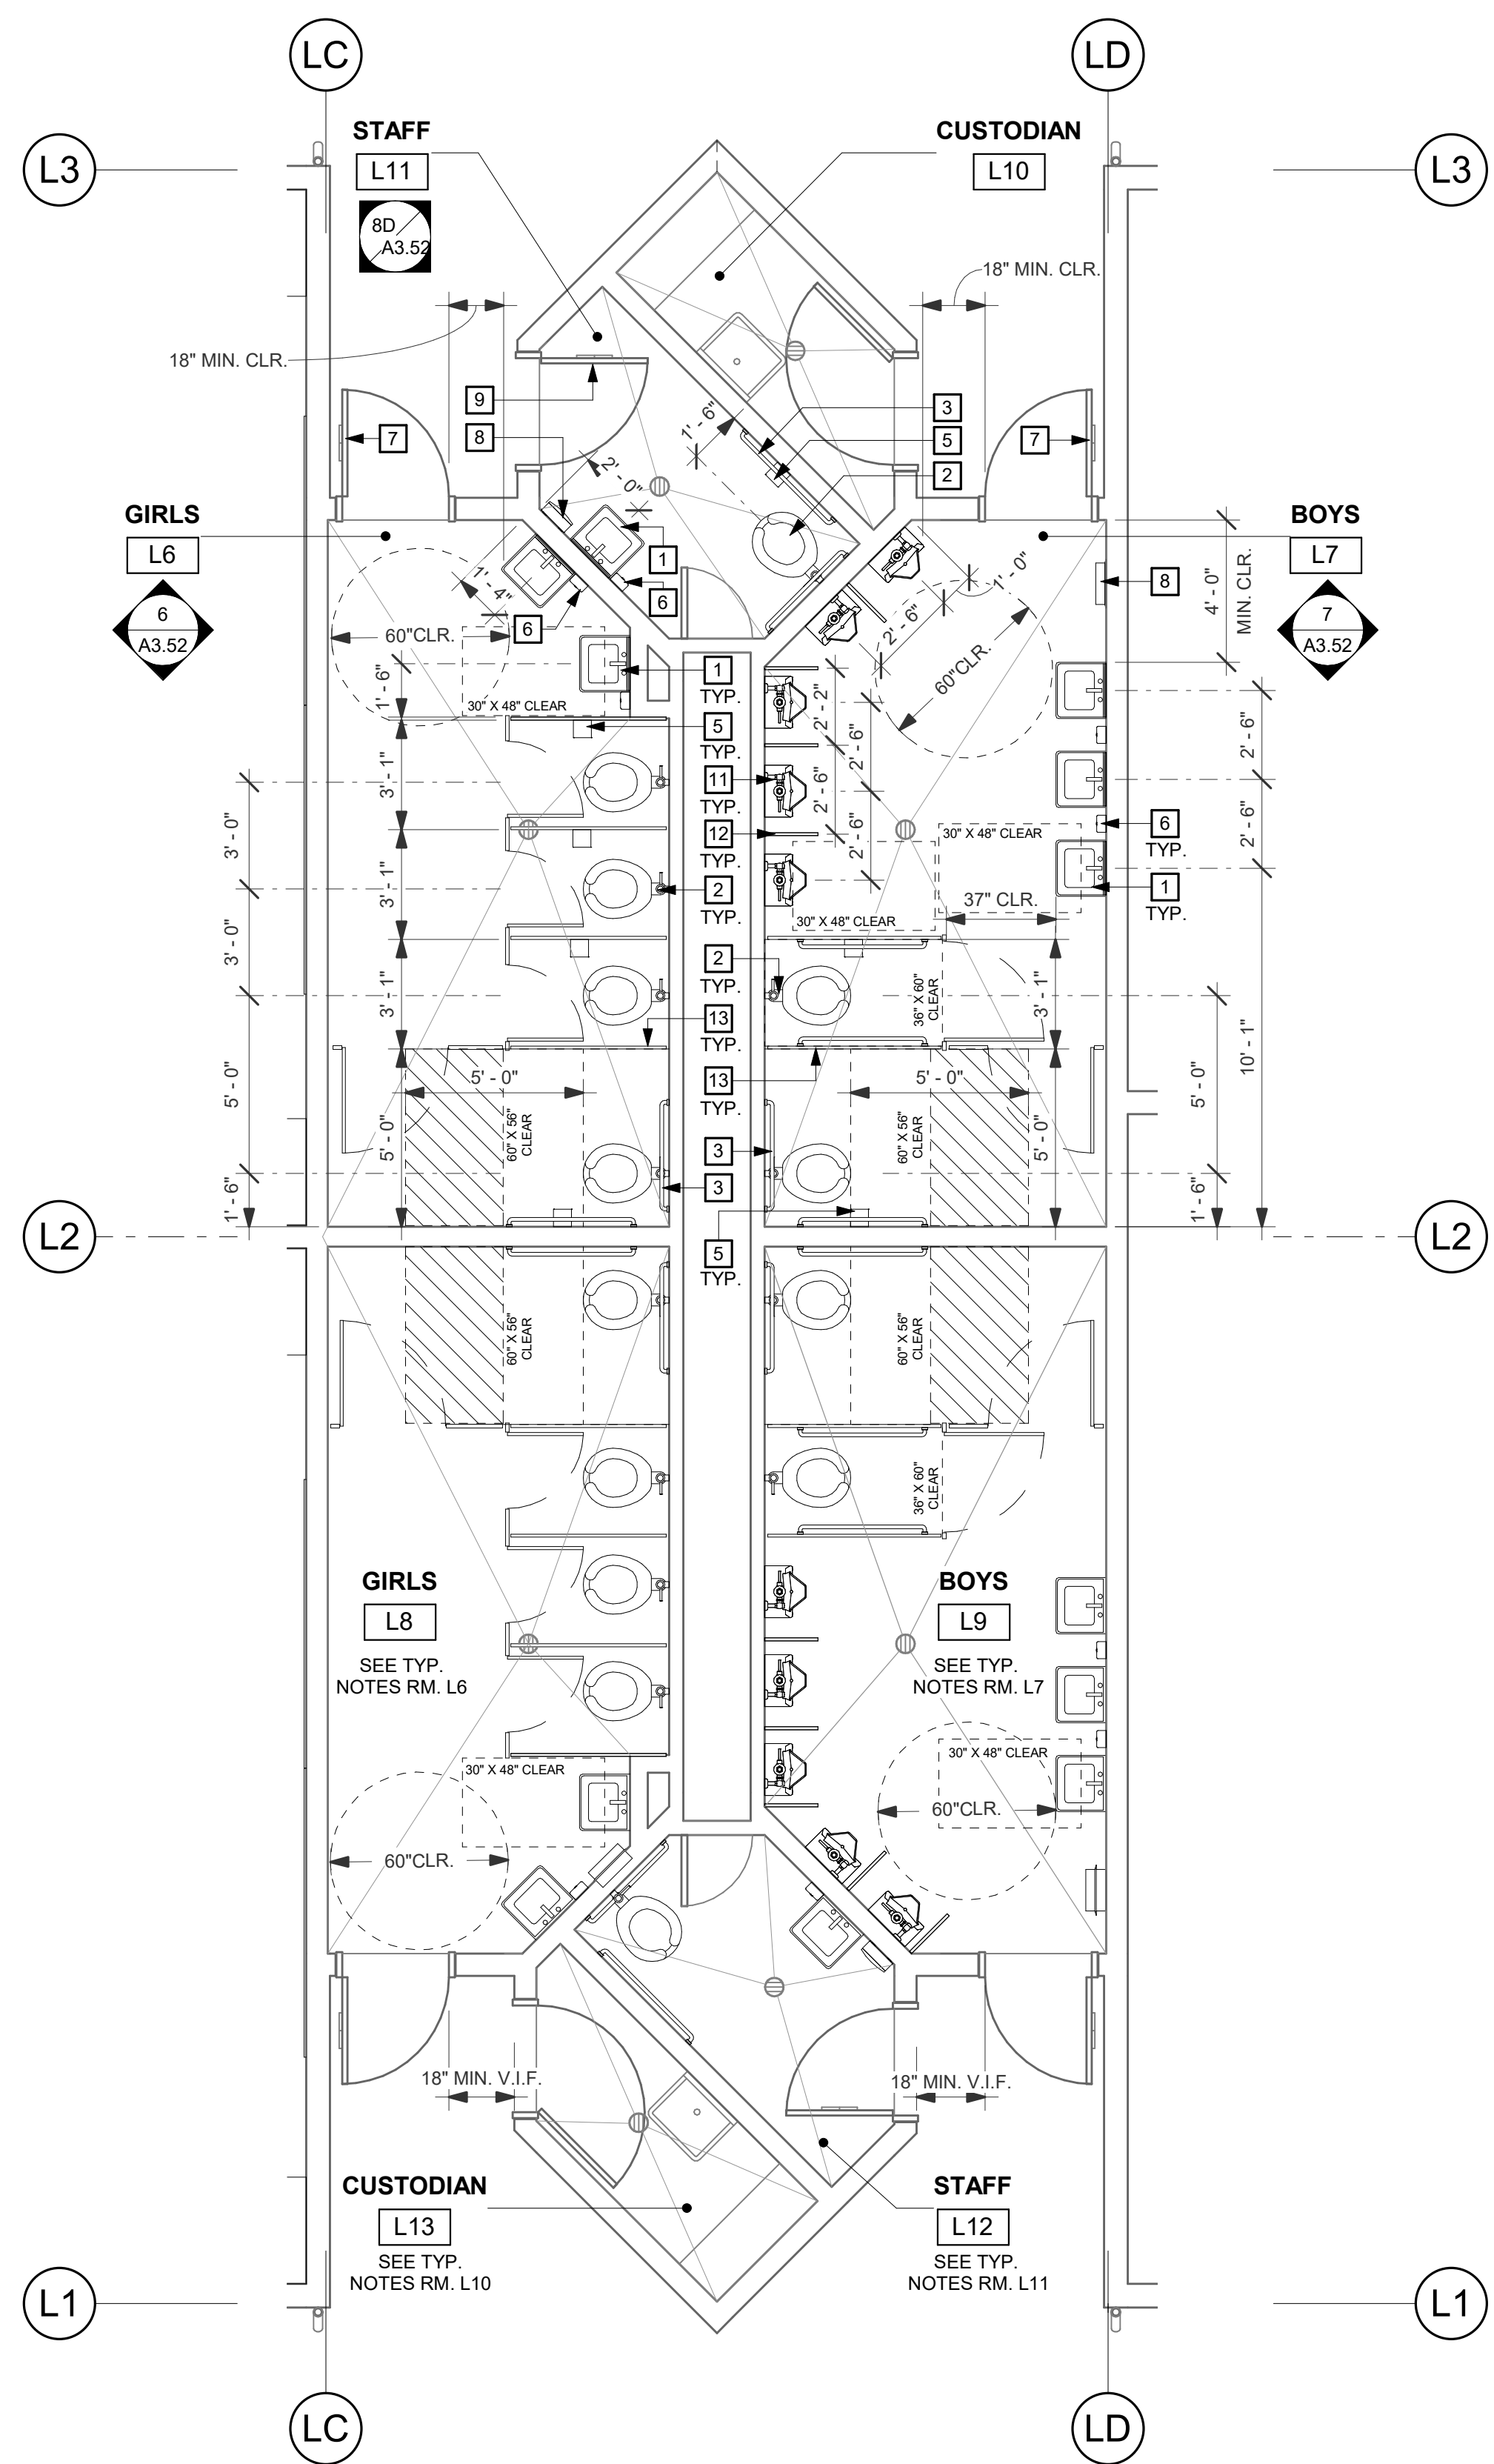 LC
LD
L3
STAFF
L11
CUSTODIAN
L10
L3
8D
A3.52
18" MIN. CLR.
18" MIN. CLR.
9
8
7
3
5
2
7
1' - 6"
2' - 0"
GIRLS
L6
6
A3.52
BOYS
L7
7
A3.52
1
6
6
8
1' - 4"
60"CLR.
1' - 6"
30" X 48" CLEAR
1' - 0"
2' - 6"
60"CLR.
4' - 0"
MIN. CLR.
1
TYP.
5
TYP.
11
TYP.
12
TYP.
2
TYP.
2
TYP.
13
TYP.
13
TYP.
3
3
5
TYP.
2' - 2"
2' - 6"
2' - 6"
2' - 6"
2' - 6"
2' - 6"
6
TYP.
1
TYP.
30" X 48" CLEAR
30" X 48" CLEAR
37" CLR.
3' - 1"
3' - 1"
3' - 1"
3' - 0"
3' - 0"
5' - 0"
1' - 6"
5' - 0"
5' - 0"
60" X 56"
CLEAR
36" X 60"
CLEAR
3' - 1"
5' - 0"
60" X 56"
CLEAR
5' - 0"
5' - 0"
1' - 6"
10' - 1"
L2
L2
60" X 56"
CLEAR
60" X 56"
CLEAR
36" X 60"
CLEAR
GIRLS
L8
SEE TYP.
NOTES RM. L6
BOYS
L9
SEE TYP.
NOTES RM. L7
30" X 48" CLEAR
60"CLR.
30" X 48" CLEAR
60"CLR.
18" MIN. V.I.F.
18" MIN. V.I.F.
CUSTODIAN
L13
SEE TYP.
NOTES RM. L10
STAFF
L12
SEE TYP.
NOTES RM. L11
L1
L1
LC
LD